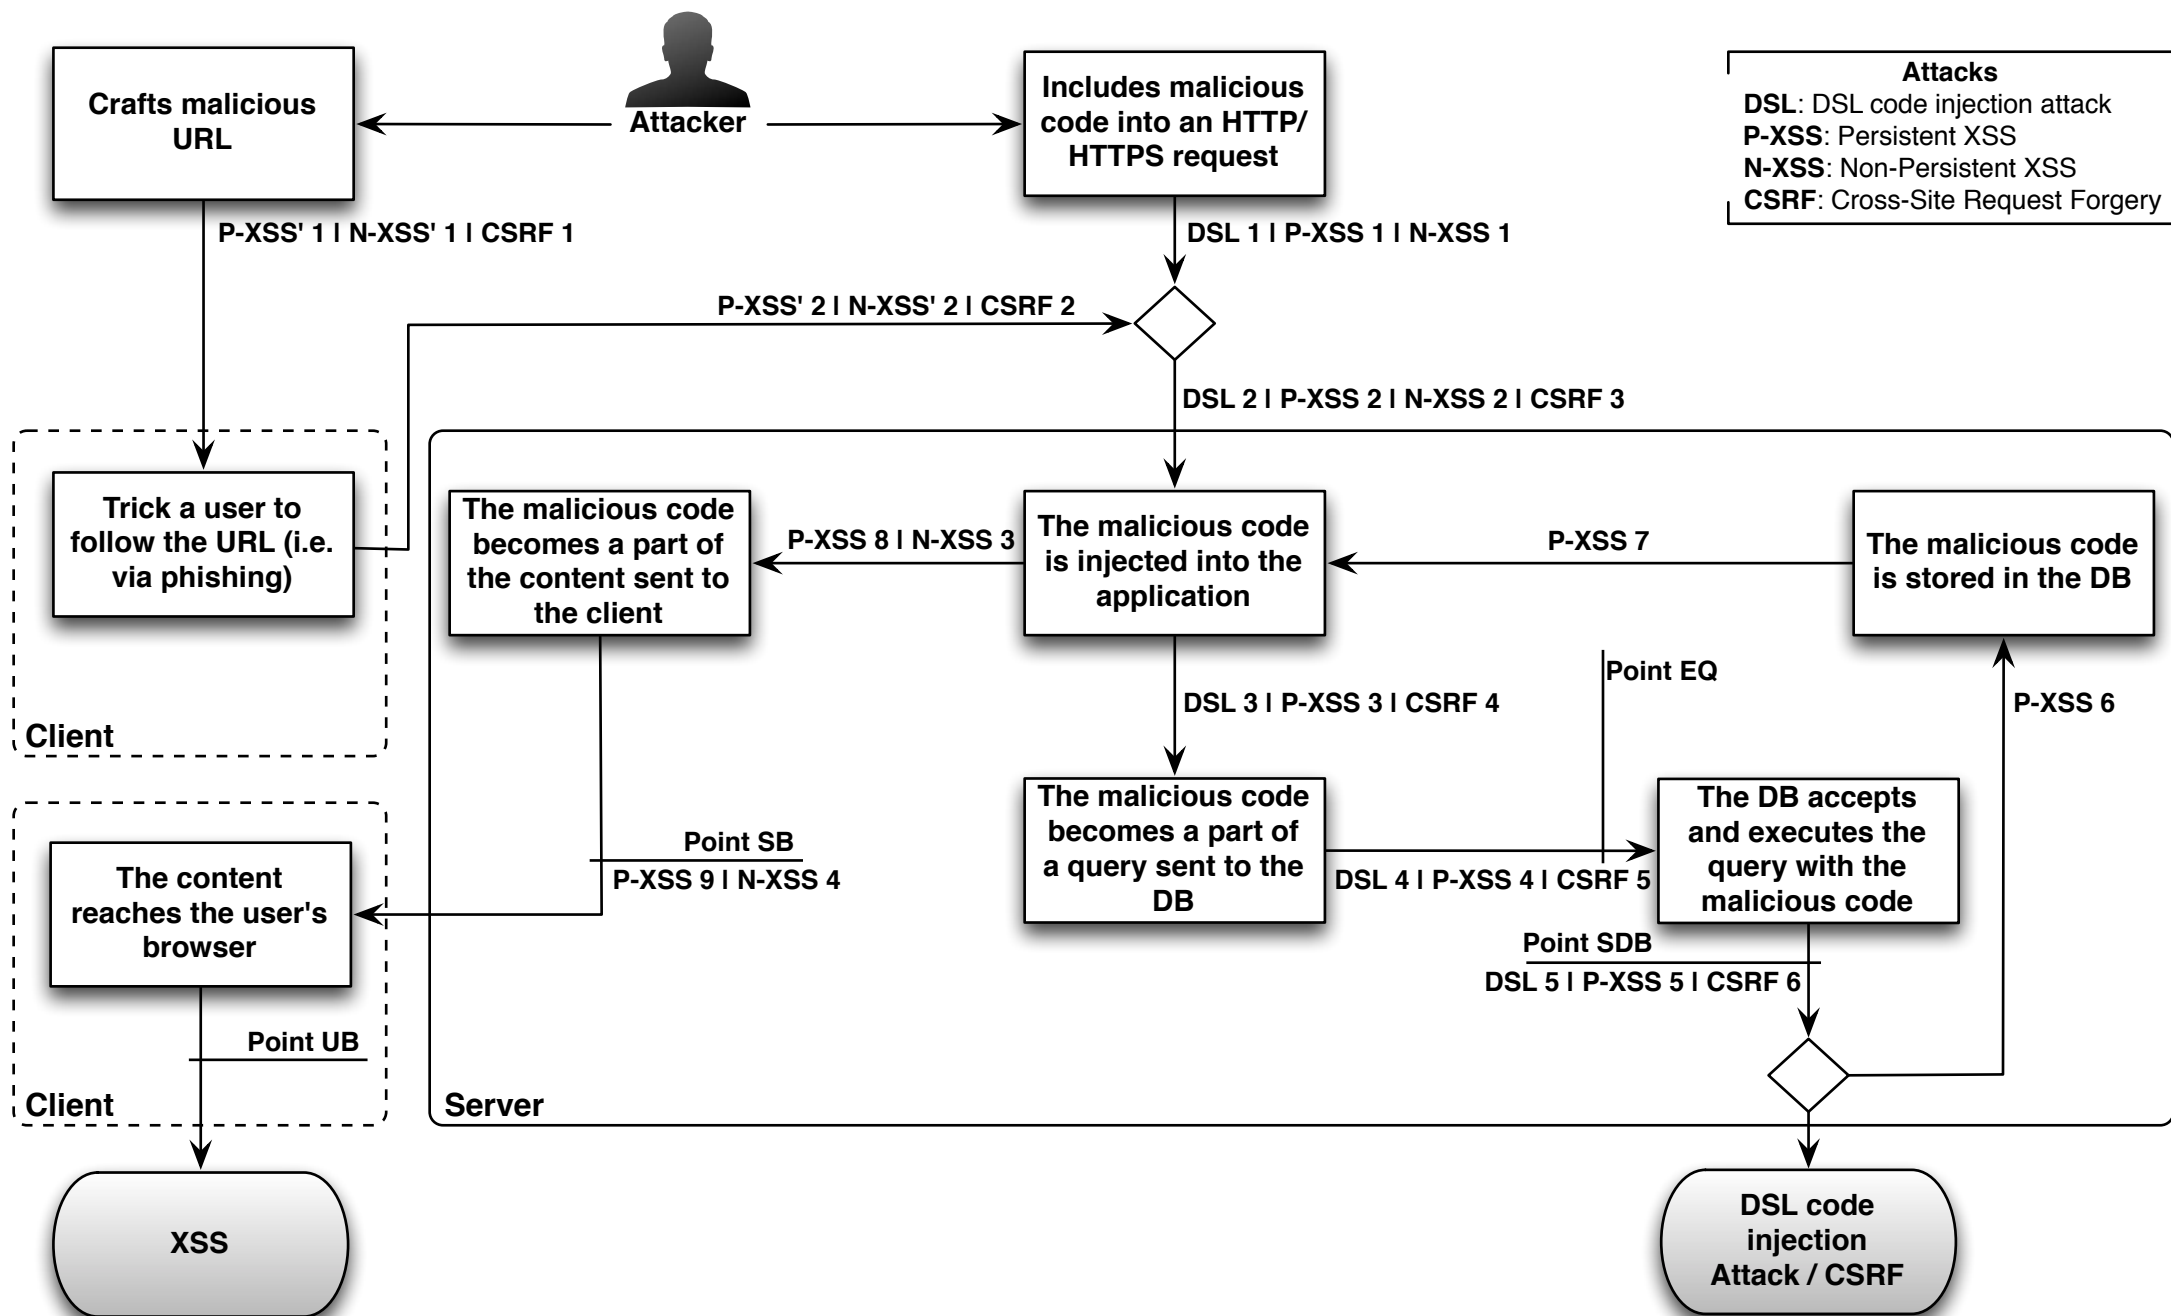 Crafts malicious
URL
Attacker
Includes malicious
code into an HTTP/
HTTPS request
Attacks
DSL: DSL code injection attack
P-XSS: Persistent XSS
N-XSS: Non-Persistent XSS
CSRF: Cross-Site Request Forgery
P-XSS' 1 | N-XSS' 1 | CSRF 1
DSL 1 | P-XSS 1 | N-XSS 1
P-XSS' 2 | N-XSS' 2 | CSRF 2
DSL 2 | P-XSS 2 | N-XSS 2 | CSRF 3
Trick a user to
follow the URL (i.e.
via phishing)
Client
The malicious code
becomes a part of
the content sent to
the client
P-XSS 8 | N-XSS 3
The malicious code
is injected into the
application
P-XSS 7
The malicious code
is stored in the DB
Point EQ
DSL 3 | P-XSS 3 | CSRF 4
P-XSS 6
The malicious code
becomes a part of
a query sent to the
DB
DSL 4 | P-XSS 4 | CSRF 5
The DB accepts
and executes the
query with the
malicious code
Point SB
P-XSS 9 | N-XSS 4
The content
reaches the user's
browser
Point SDB
DSL 5 | P-XSS 5 | CSRF 6
Point UB
Client
Server
XSS
DSL code
injection
Attack / CSRF